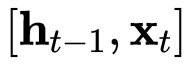 [h_{t-1}, x_t]